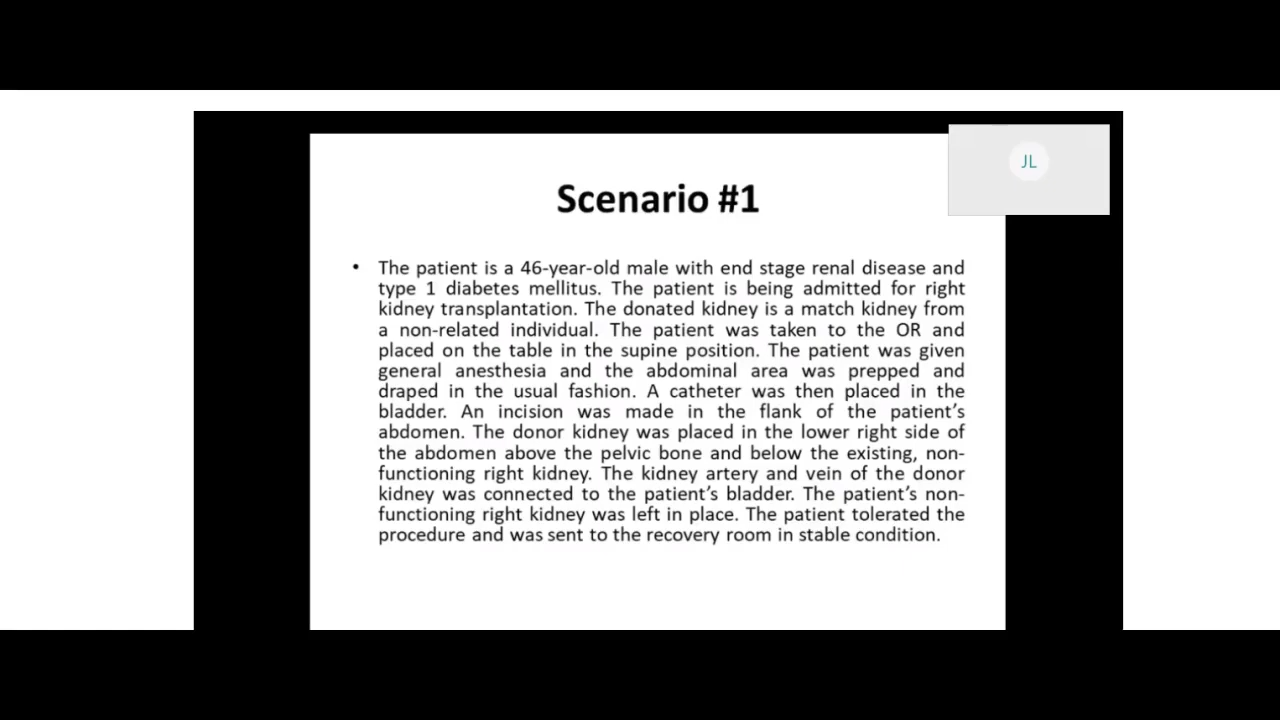 Scenario #1
JL
• The patient is a 46-year-old male with end stage renal disease and
type 1 diabetes mellitus. The patient is being admitted for right
kidney transplantation. The donated kidney is a match kidney from
a non-related individual. The patient was taken to the OR and
placed on the table in the supine position. The patient was given
general anesthesia and the abdominal area was prepped and
draped in the usual fashion. A catheter was then placed in the
bladder. An incision was made in the flank of the patient’s
abdomen. The donor kidney was placed in the lower right side of
the abdomen above the pelvic bone and below the existing, non-
functioning right kidney. The kidney artery and vein of the donor
kidney was connected to the patient’s bladder. The patient’s non-
functioning right kidney was left in place. The patient tolerated the
procedure and was sent to the recovery room in stable condition.